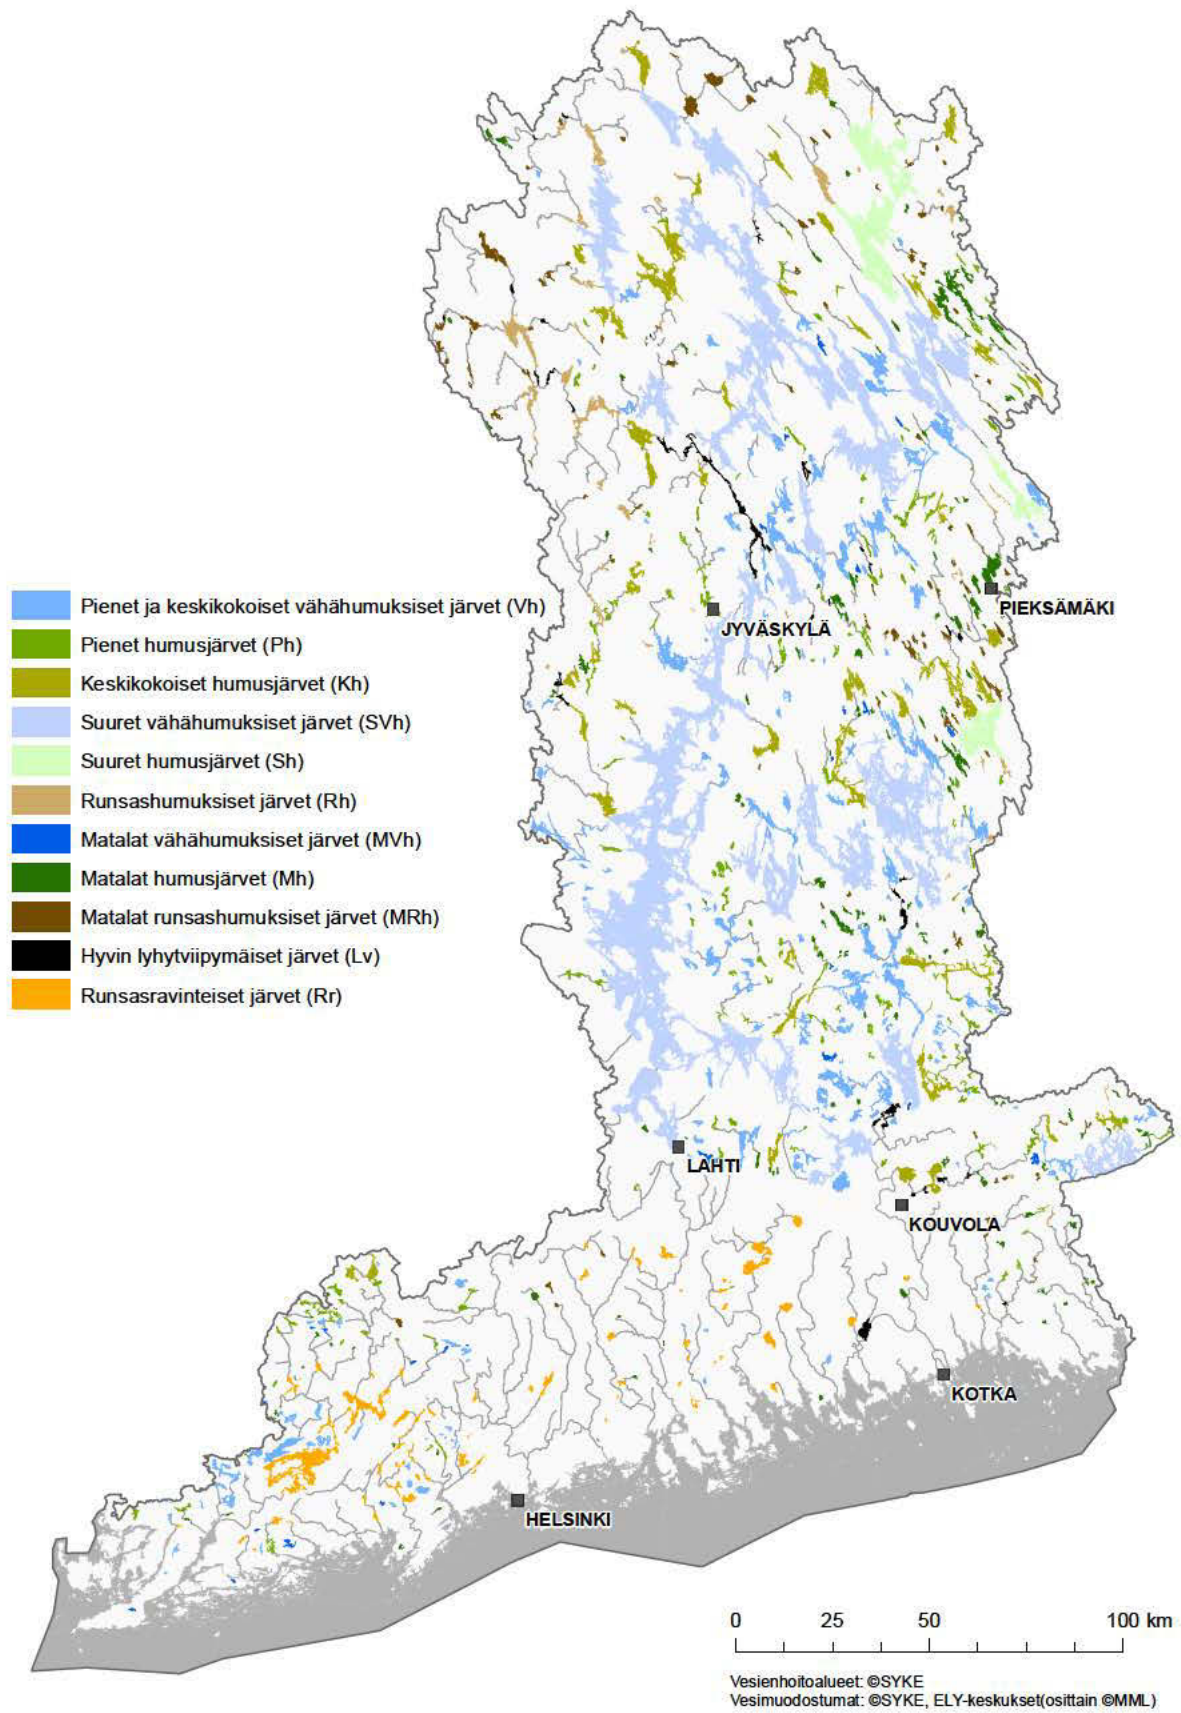 Pienet ja keskikokoiset vähähumuksiset järvet (Vh)
Pienet humusjärvet (Ph)
Keskikokoiset humusjärvet (Kh)
Suuret vähähumuksiset järvet (SVh)
Suuret humusjärvet (Sh)
Runsashumuksiset järvet (Rh)
Matalat vähähumuksiset järvet (MVh)
Matalat humusjärvet (Mh)
Matalat runsashumuksiset järvet (MRh)
Hyvin lyhytviipymäiset järvet (Lv)
Runsasravinteiset järvet (Rr)
PIEKSÄMÄKI
JYVÄSKYLÄ
LAHTI
KOUVOLA
KOTKA
HELSINKI
0 25 50 100 km
Vesienhoitoalueet: ©SYKE
Vesimuodostumat: ©SYKE, ELY-keskukset(osittain ©MML)